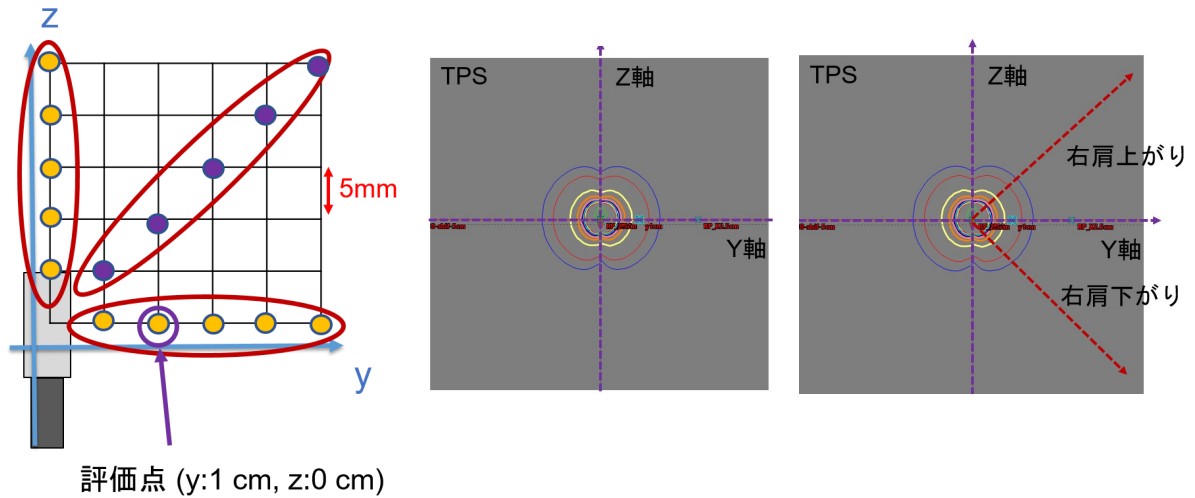 z
5mm
y
評価点 (y:1 cm, z:0 cm)
TPS
Z軸
Y軸
TPS
Z軸
右肩上がり
Y軸
右肩下がり